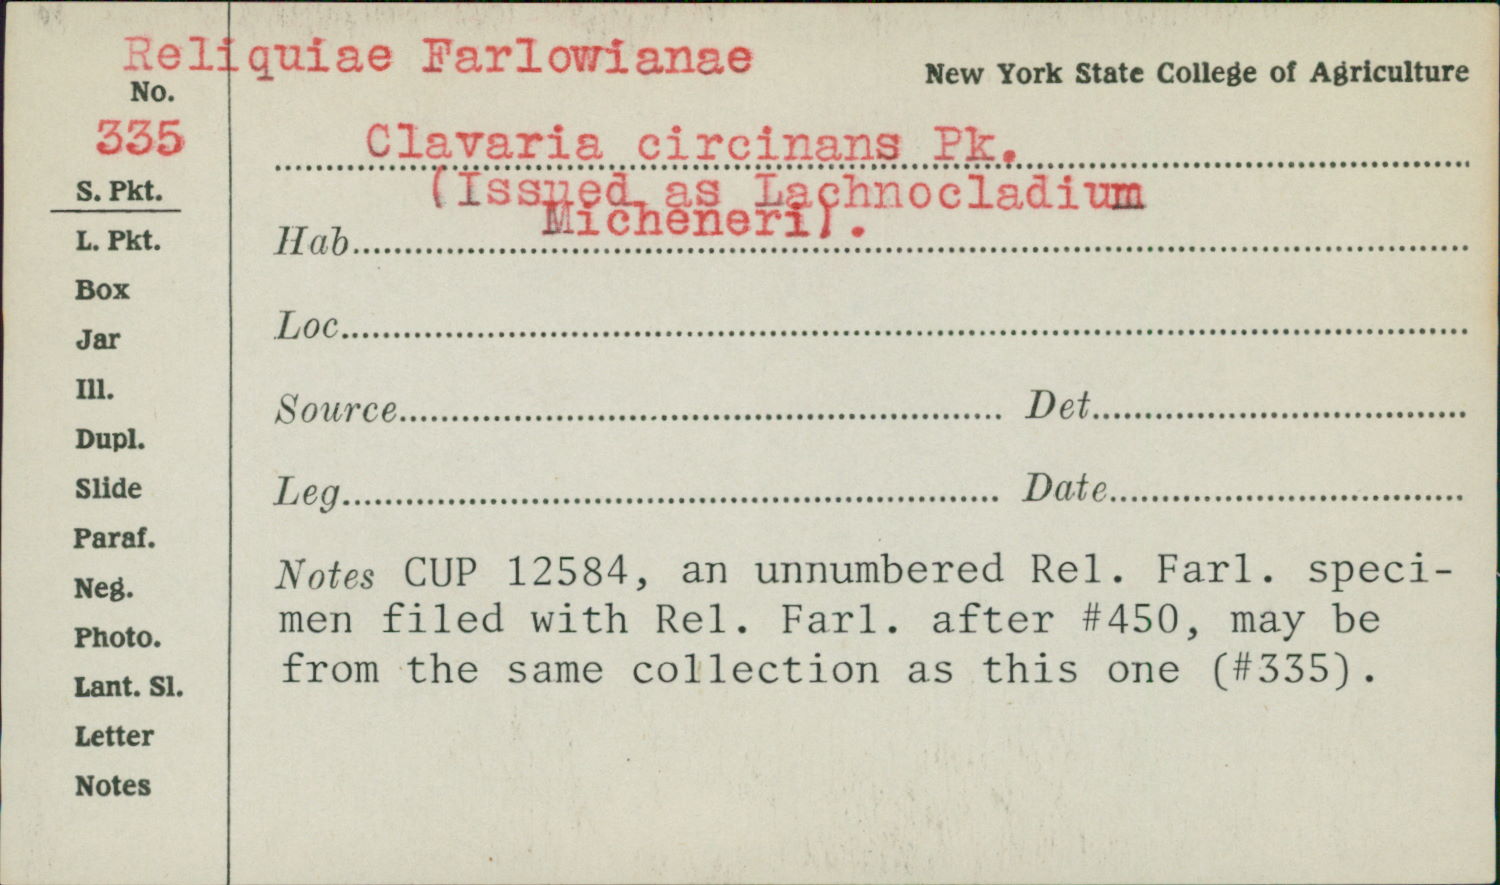 Reliquiae Farlowianae
New York State College of Agriculture
No.
335
Clavaria circinans Pk.
(Issued as Lachnocladium
Micheneri).
S. Pkt.
L. Pkt.
Box
Jar
Ill.
Dupl.
Slide
Paraf.
Neg.
Photo.
Lant. Sl.
Letter
Notes
Hab.
Loc.
Source. Det.
Leg. Date.
Notes CUP 12584, an unnumbered Rel. Farl. speci-
men filed with Rel. Farl. after #450, may be
from the same collection as this one (#335).